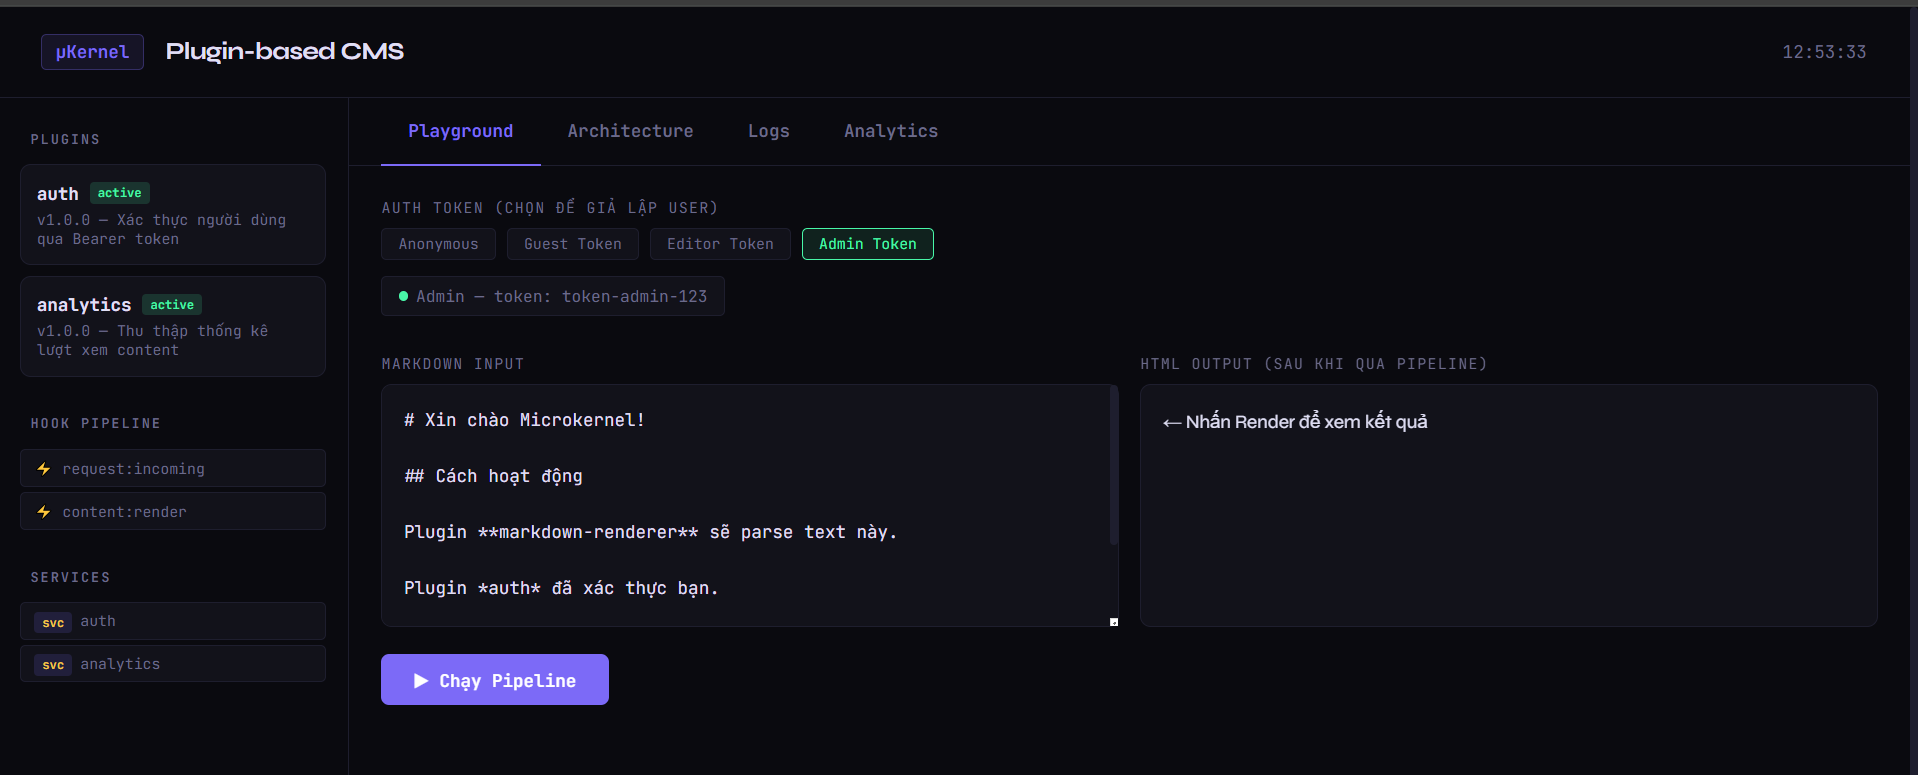 µKernel
Plugin-based CMS
12:53:33
PLUGINS
auth active
v1.0.0 — Xác thực người dùng
qua Bearer token
analytics active
v1.0.0 — Thu thập thống kê
lượt xem content
HOOK PIPELINE
⚡ request:incoming
⚡ content:render
SERVICES
svc auth
svc analytics
Playground Architecture Logs Analytics
AUTH TOKEN (CHỌN ĐỂ GIẢ LẬP USER)
Anonymous Guest Token Editor Token Admin Token
Admin — token: token-admin-123
MARKDOWN INPUT
# Xin chào Microkernel!
## Cách hoạt động
Plugin **markdown-renderer** sẽ parse text này.
Plugin *auth* đã xác thực bạn.
▶ Chạy Pipeline
HTML OUTPUT (SAU KHI QUA PIPELINE)
← Nhấn Render để xem kết quả